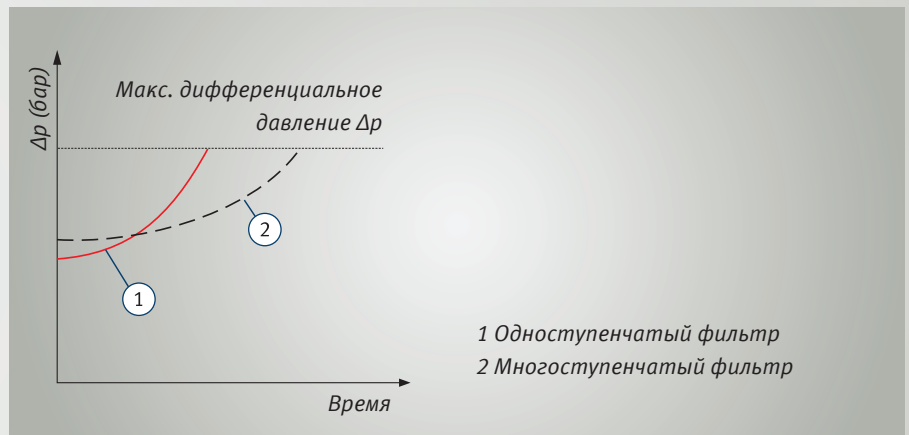 Δp (бар)
Макс. дифференциальное
давление Δp
2
1
1 Одноступенчатый фильтр
2 Многоступенчатый фильтр
Время